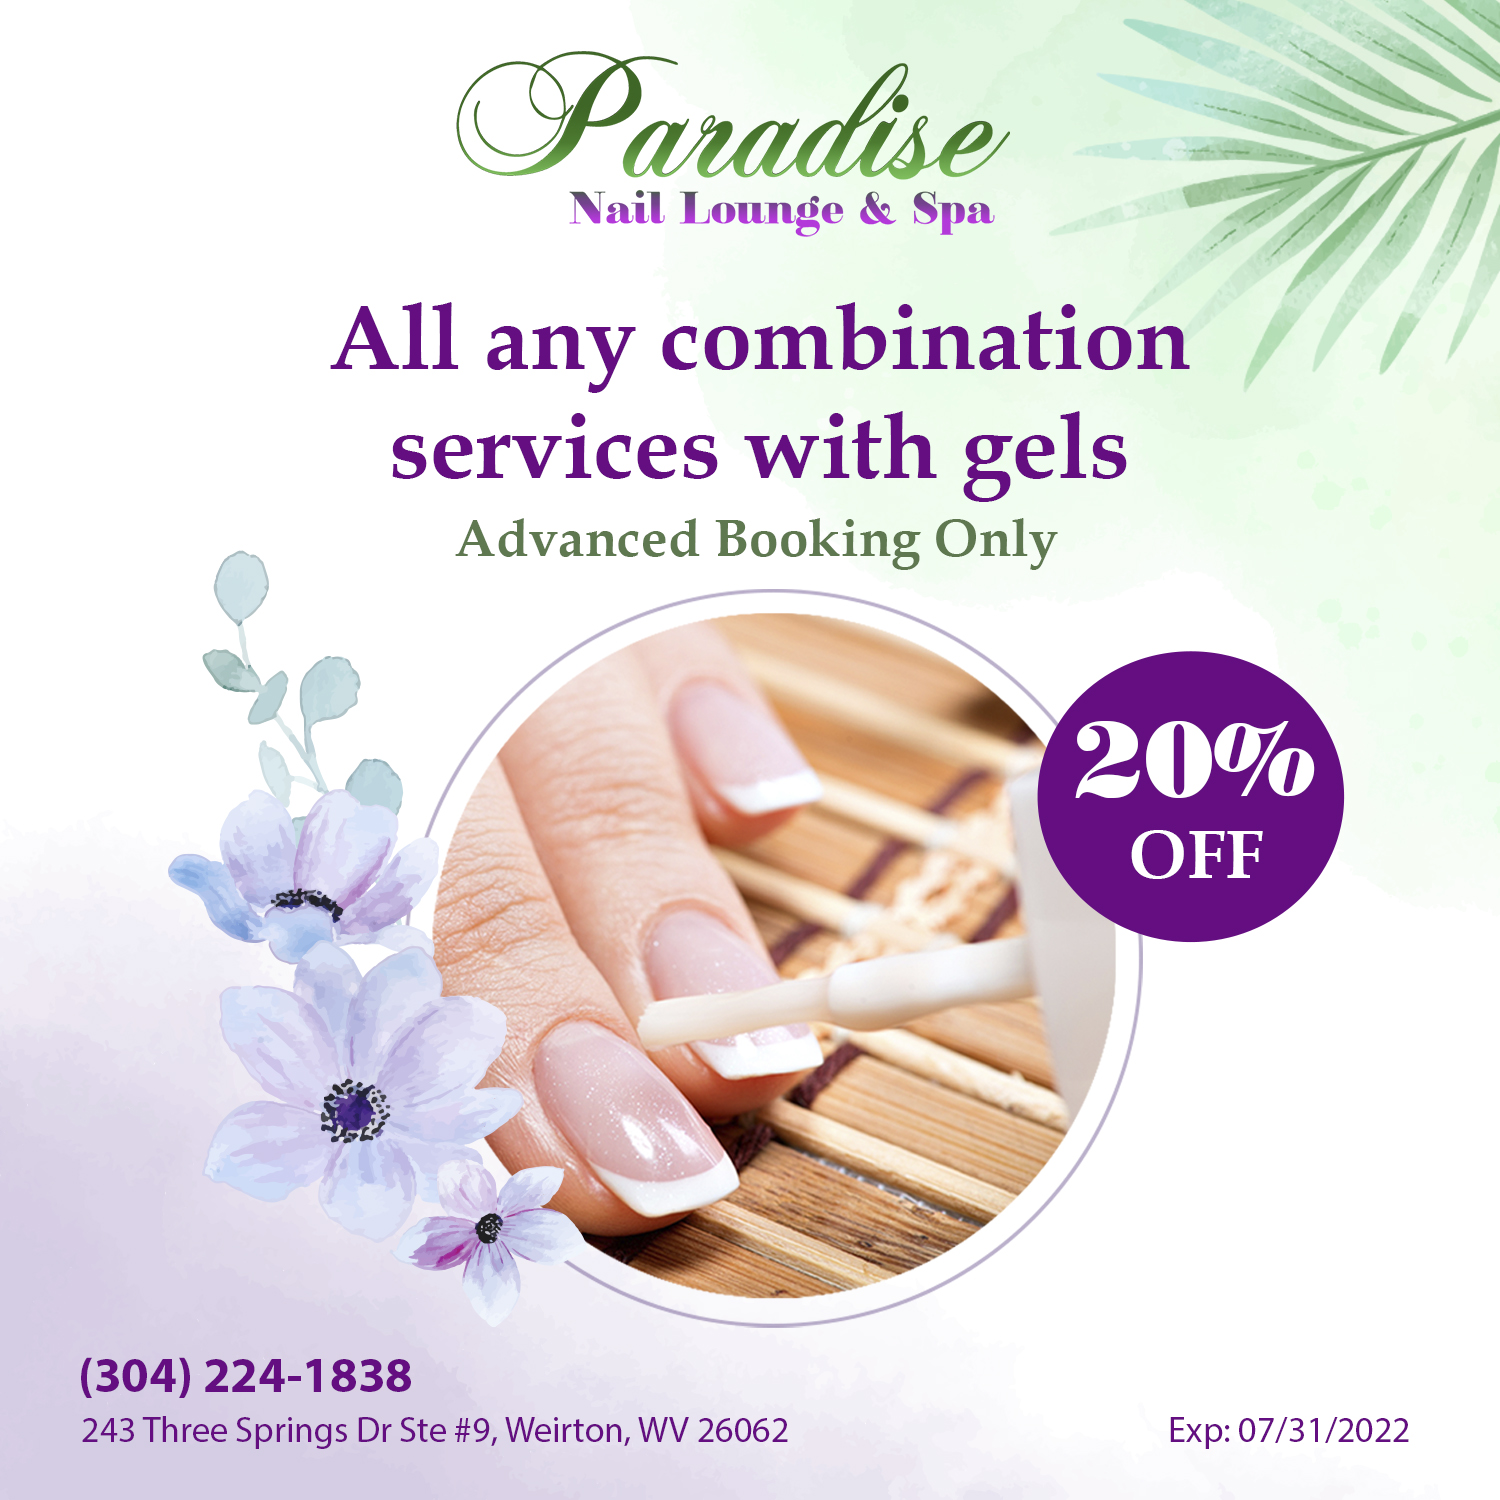 Paradise
Nail Lounge & Spa
All any combination
services with gels
Advanced Booking Only
20%
OFF
(304) 224-1838
243 Three Springs Dr Ste #9, Weirton, WV 26062
Exp: 07/31/2022